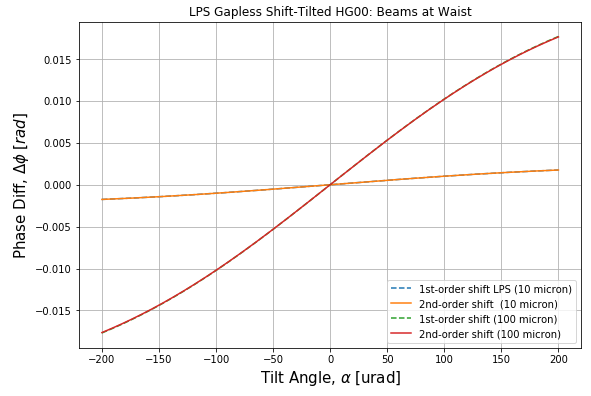 LPS Gapless Shift-Tilted HG00: Beams at Waist
Phase Diff, Δϕ [rad]
0.015
0.010
0.005
0.000
−0.005
−0.010
−0.015
−200
−150
−100
−50
0
50
100
150
200
Tilt Angle, α [urad]
1st-order shift LPS (10 micron)
2nd-order shift  (10 micron)
1st-order shift (100 micron)
2nd-order shift (100 micron)